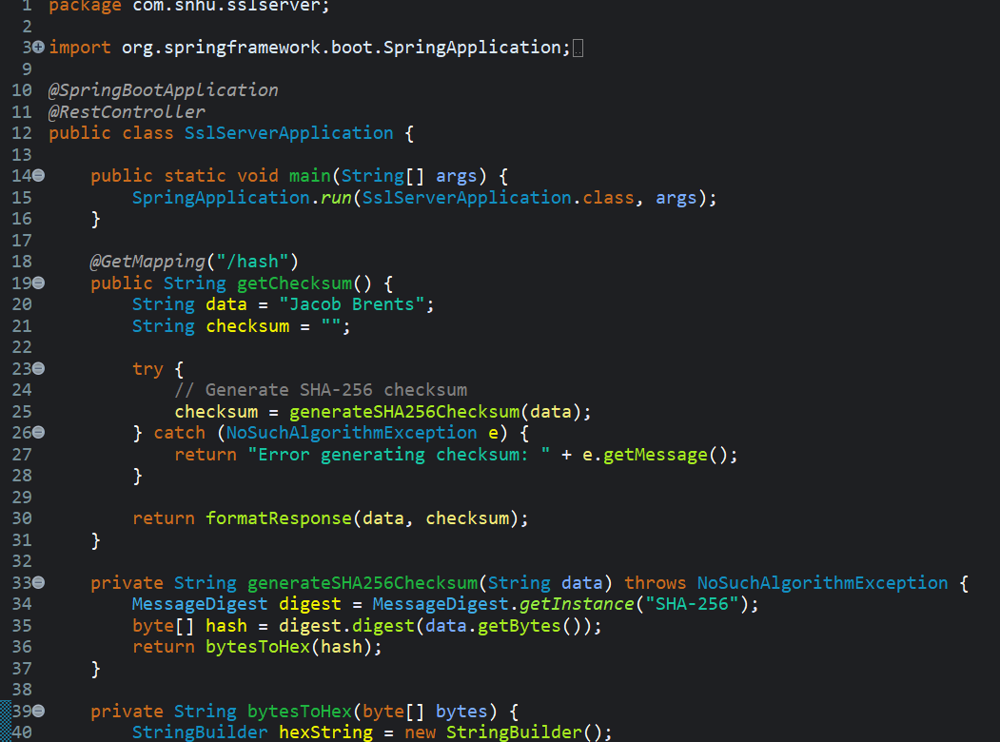 1 package com.snhu.sslserver;
2
3 import org.springframework.boot.SpringApplication;
9
10 @SpringBootApplication
11 @RestController
12 public class SslServerApplication {
13
14 public static void main(String[] args) {
15 SpringApplication.run(SslServerApplication.class, args);
16 }
17
18 @GetMapping("/hash")
19 public String getChecksum() {
20 String data = "Jacob Brents";
21 String checksum = "";
22
23 try {
24 // Generate SHA-256 checksum
25 checksum = generateSHA256Checksum(data);
26 } catch (NoSuchAlgorithmException e) {
27 return "Error generating checksum: " + e.getMessage();
28 }
29
30 return formatResponse(data, checksum);
31 }
32
33 private String generateSHA256Checksum(String data) throws NoSuchAlgorithmException {
34 MessageDigest digest = MessageDigest.getInstance("SHA-256");
35 byte[] hash = digest.digest(data.getBytes());
36 return bytesToHex(hash);
37 }
38
39 private String bytesToHex(byte[] bytes) {
40 StringBuilder hexString = new StringBuilder();